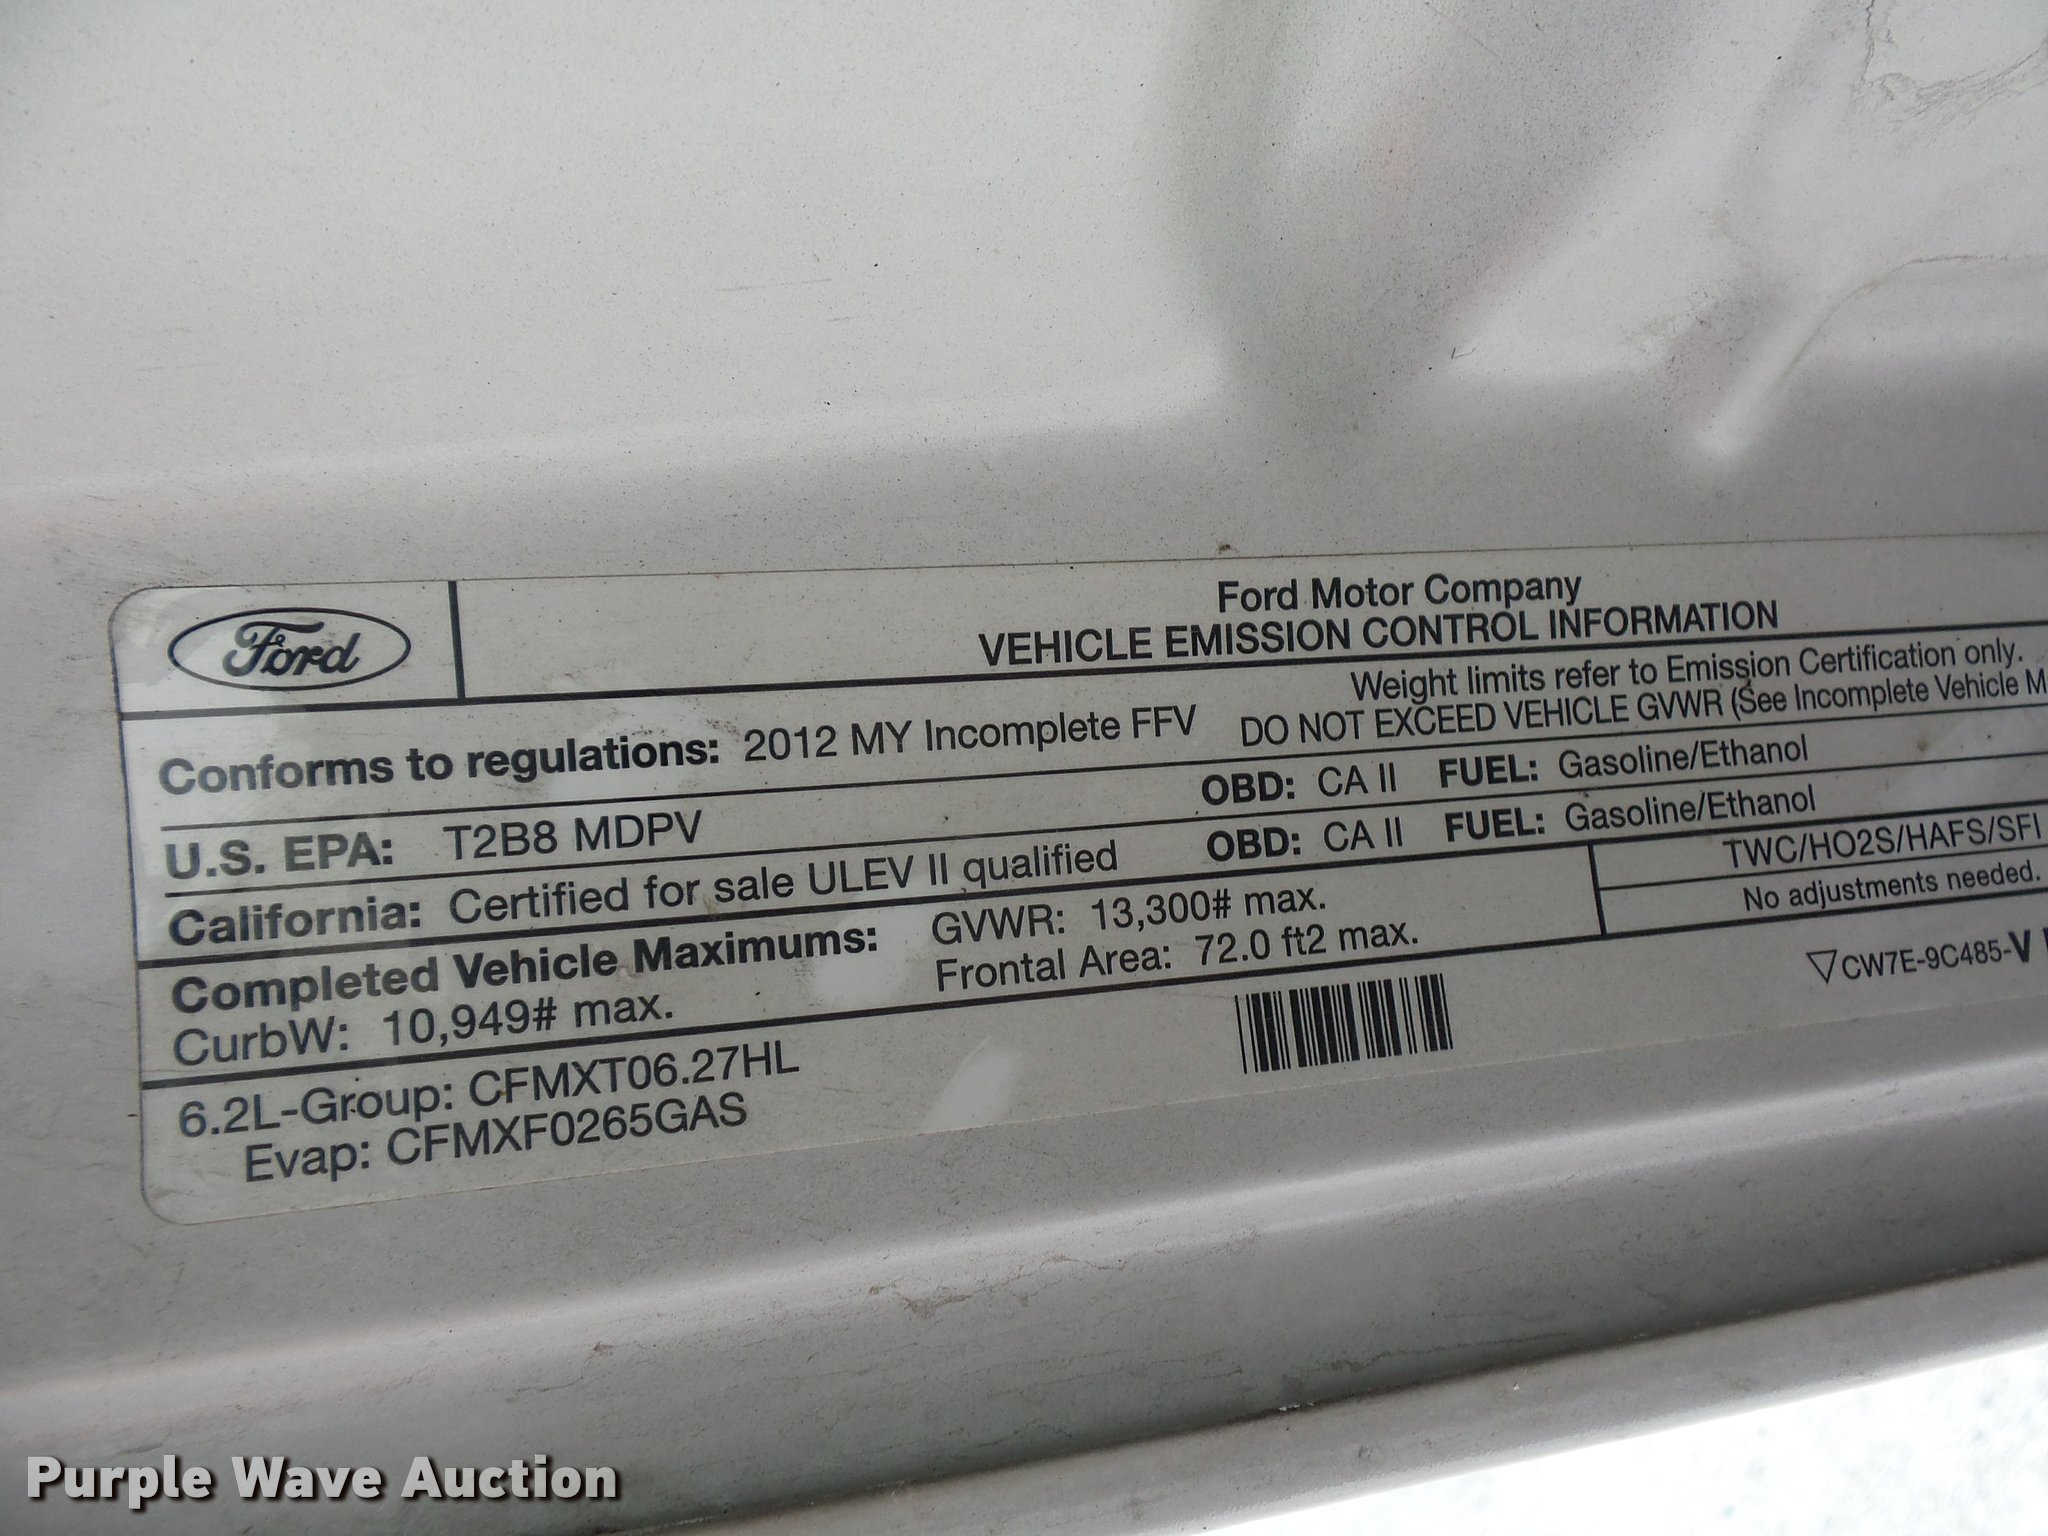 Ford
Ford Motor Company
VEHICLE EMISSION CONTROL INFORMATION
Conforms to regulations: 2012 MY Incomplete FFV
Weight limits refer to Emission Certification only.
DO NOT EXCEED VEHICLE GVWR (See Incomplete Vehicle M
U.S. EPA: T2B8 MDPV OBD: CA II FUEL: Gasoline/Ethanol
California: Certified for sale ULEV II qualified OBD: CA II FUEL: Gasoline/Ethanol
Completed Vehicle Maximums: GVWR: 13,300# max.
CurbW: 10,949# max. Frontal Area: 72.0 ft2 max.
TWC/HO2S/HAFS/SFI
No adjustments needed.
6.2L-Group: CFMXT06.27HL
Evap: CFMXF0265GAS
▽CW7E-9C485-V
Purple Wave Auction